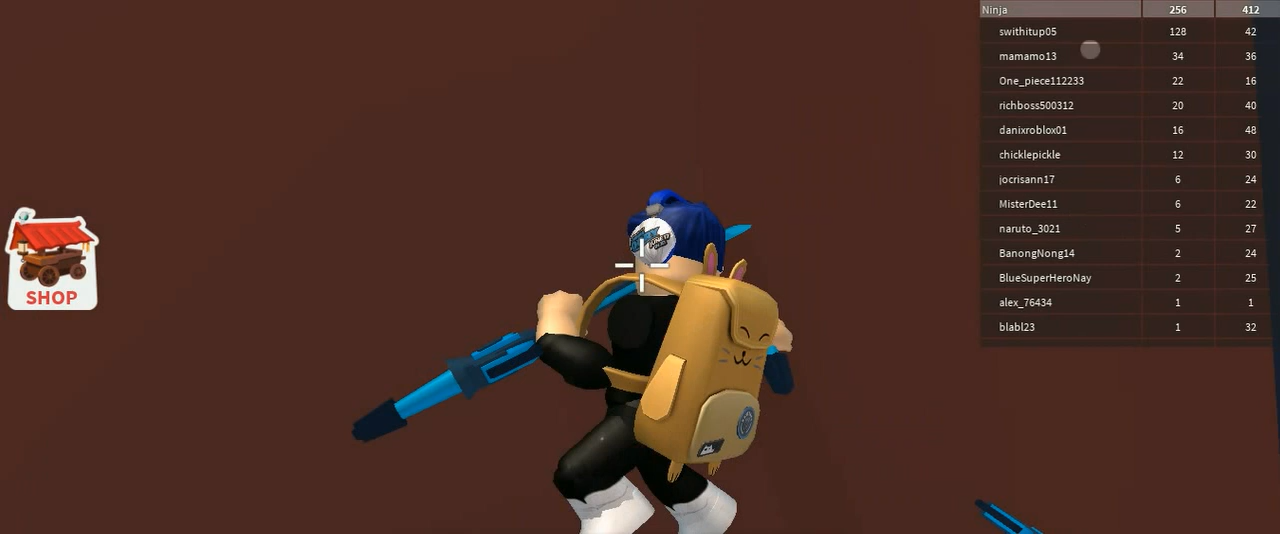 Ninja 256 412
swithitup05 128 42
mamamo13 34 36
One_piece112233 22 16
richboss500312 20 40
danixroblox01 16 48
chicklepickle 12 30
jocrisann17 6 24
MisterDee11 6 22
naruto_3021 5 27
BanongNong14 2 24
BlueSuperHeroNay 2 25
alex_76434 1 1
blabl23 1 32
SHOP